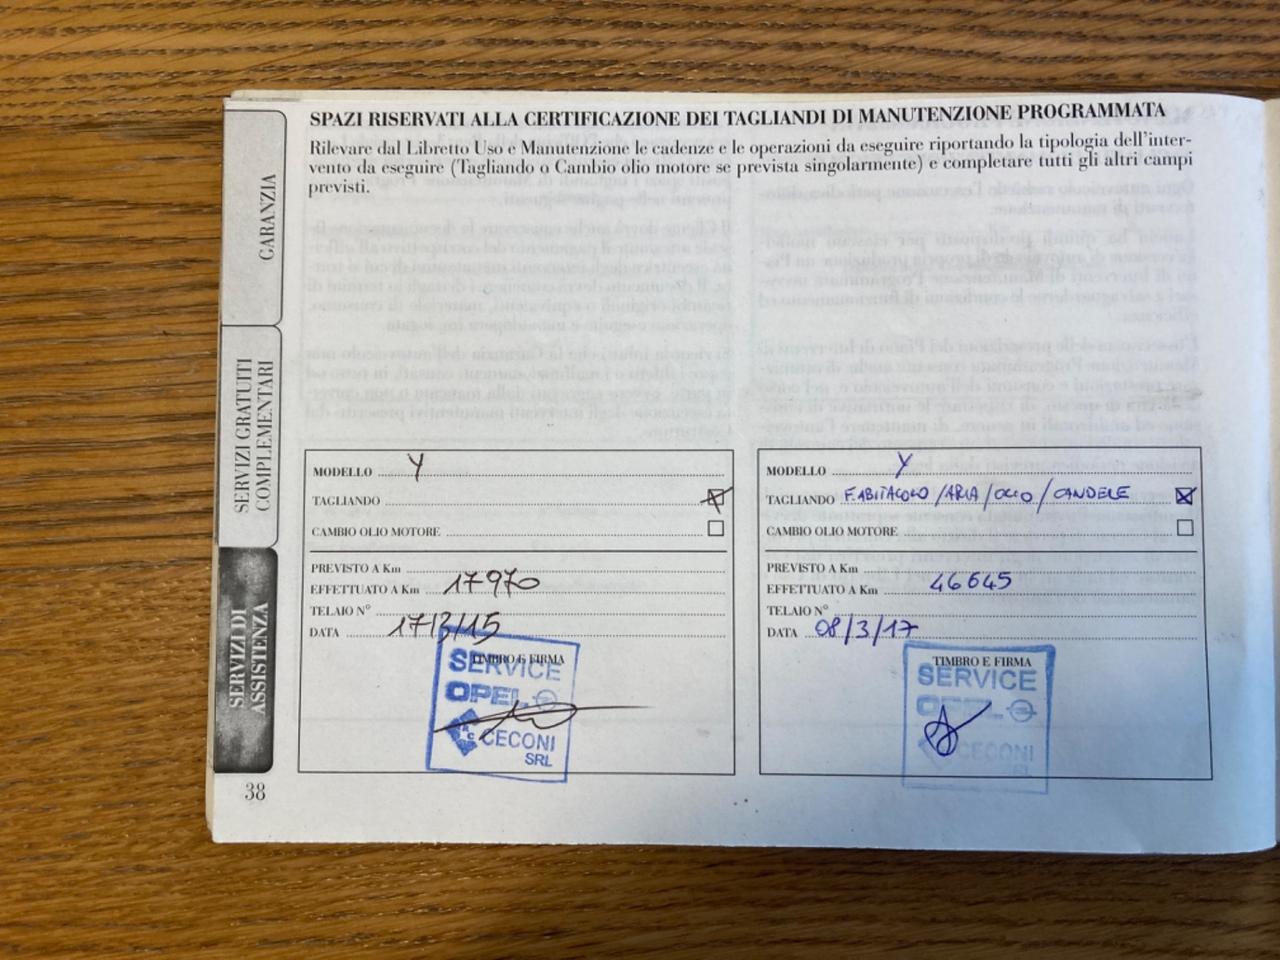 SPAZI RISERVATI ALLA CERTIFICAZIONE DEI TAGLIANDI DI MANUTENZIONE PROGRAMMATA
Rilevare dal Libretto Uso e Manutenzione le cadenze e le operazioni da eseguire riportando la tipologia dell'inter-
vento da eseguire (Tagliando o Cambio olio motore se prevista singolarmente) e completare tutti gli altri campi
previsti.
GARANZIA
SERVIZI GRATUITI
COMPLEMENTARI
SERVIZI DI
ASSISTENZA
MODELLO Y
TAGLIANDO
CAMBIO OLIO MOTORE
PREVISTO A Km
EFFETTUATO A Km 17970
TELAIO N°
DATA 17/3/15
TIMBRO E FIRMA
SERVICE
OPEL
CECONI
SRL
MODELLO Y
TAGLIANDO F.ABITACOLO/ARIA/OLIO/CANDELE
CAMBIO OLIO MOTORE
PREVISTO A Km
EFFETTUATO A Km 46645
TELAIO N°
DATA 08/3/17
TIMBRO E FIRMA
SERVICE
OPEL
CECONI
SRL
38